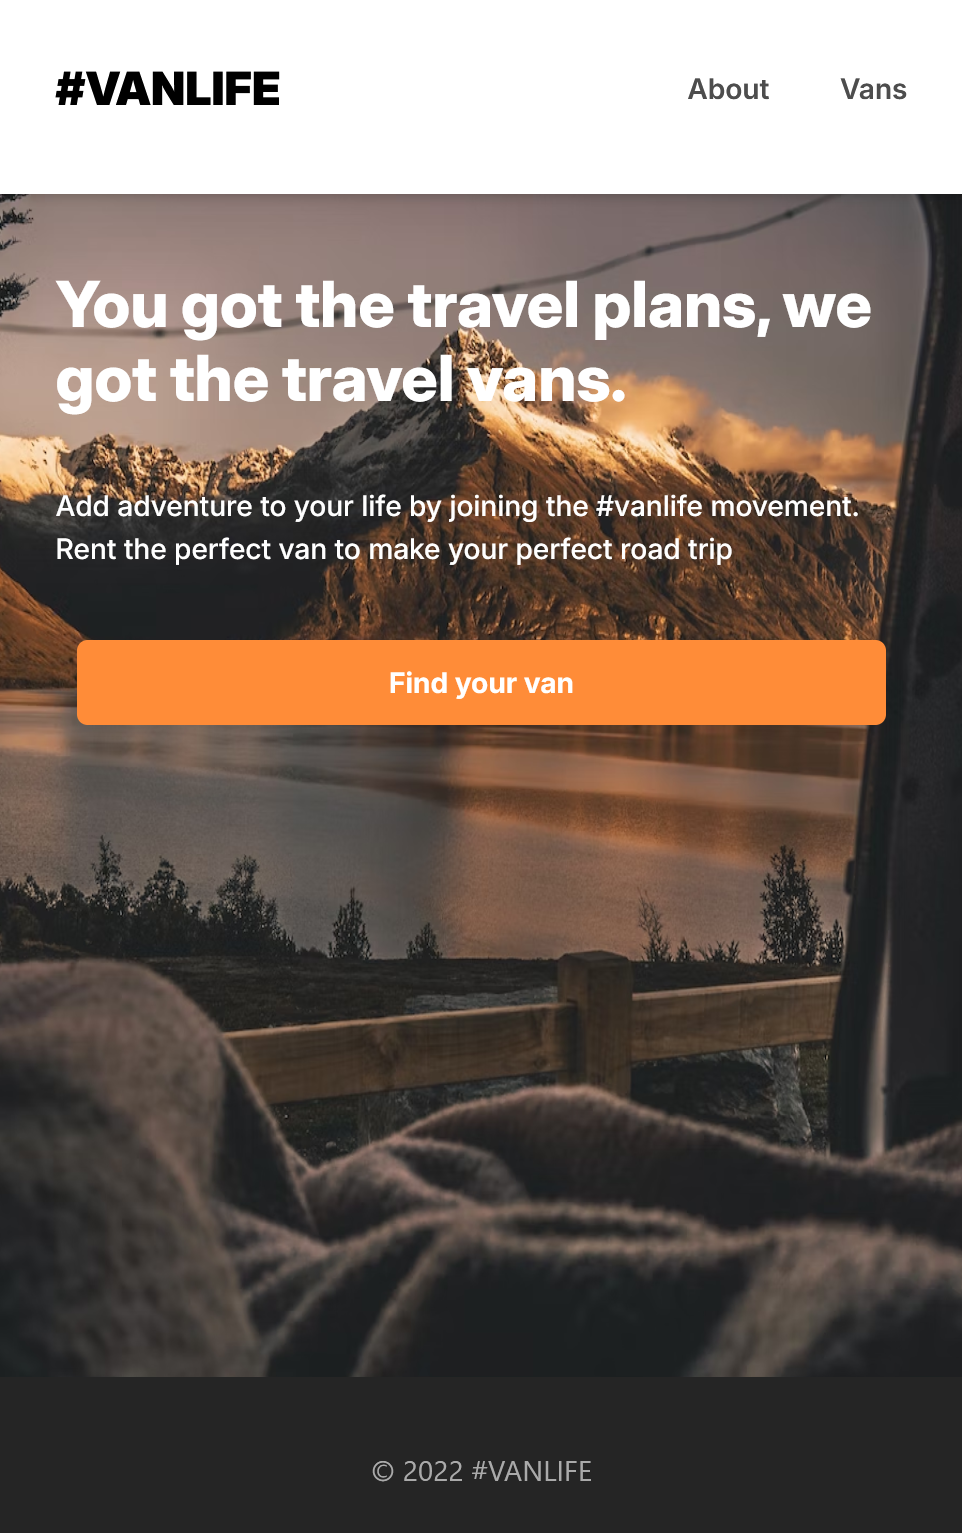 #VANLIFE
About
Vans
You got the travel plans, we
got the travel vans.
Add adventure to your life by joining the #vanlife movement.
Rent the perfect van to make your perfect road trip
Find your van
© 2022 #VANLIFE